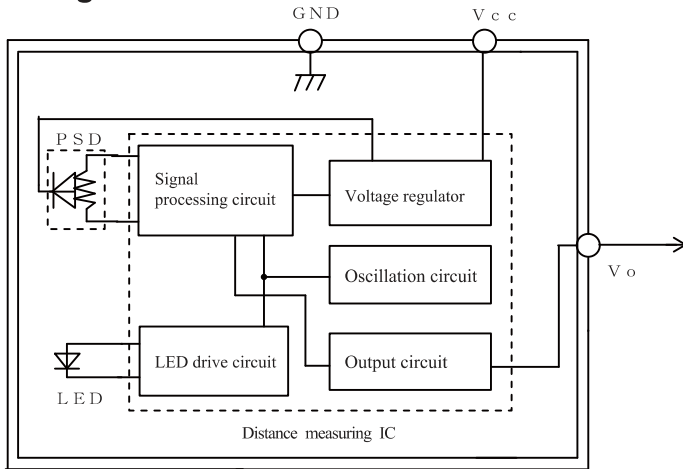 GND
Vcc
PSD
Signal
processing circuit
Voltage regulator
Oscillation circuit
Vo
LED drive circuit
Output circuit
LED
Distance measuring IC